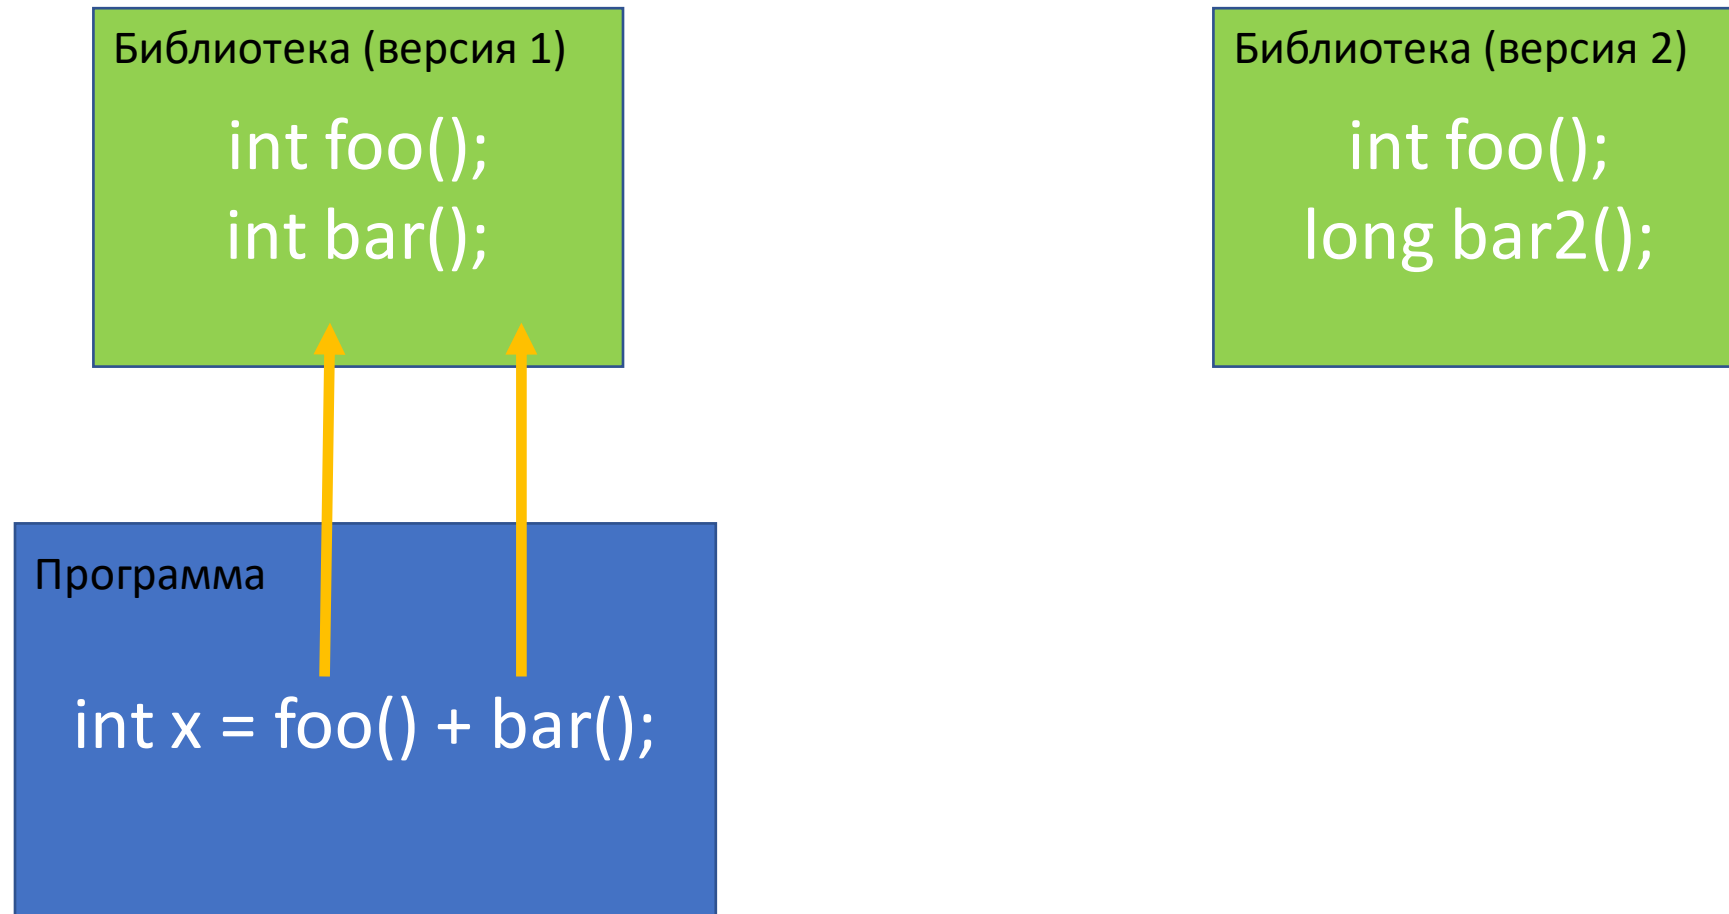 Библиотека (версия 1)
int foo();
int bar();
Библиотека (версия 2)
int foo();
long bar2();
Программа
int x = foo() + bar();